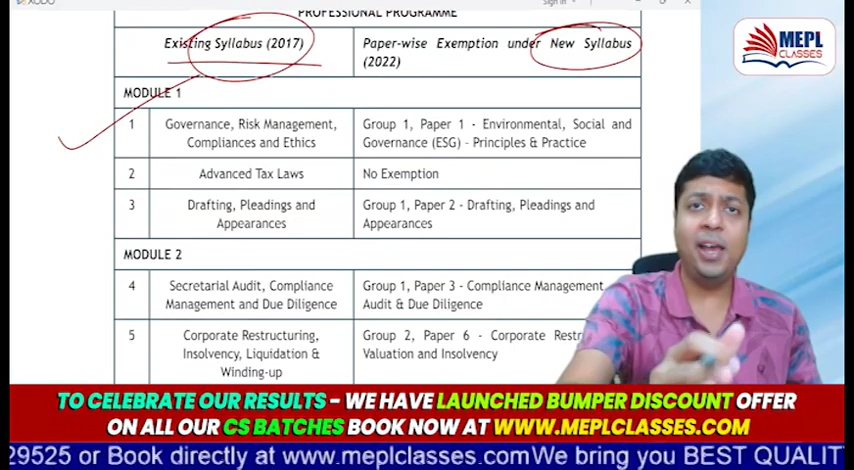 XODO
Sign in
PROFESSIONAL PROGRAMME
Existing Syllabus (2017)
Paper-wise Exemption under New Syllabus
(2022)
MEPL
CLASSES
MODULE 1
1
Governance, Risk Management,
Compliances and Ethics
Group 1, Paper 1 - Environmental, Social and
Governance (ESG) - Principles & Practice
2
Advanced Tax Laws
No Exemption
3
Drafting, Pleadings and
Appearances
Group 1, Paper 2 - Drafting, Pleadings and
Appearances
MODULE 2
4
Secretarial Audit, Compliance
Management and Due Diligence
Group 1, Paper 3 - Compliance Management,
Audit & Due Diligence
5
Corporate Restructuring,
Insolvency, Liquidation &
Winding-up
Group 2, Paper 6 - Corporate Restr
Valuation and Insolvency
TO CELEBRATE OUR RESULTS - WE HAVE LAUNCHED BUMPER DISCOUNT OFFER
ON ALL OUR CS BATCHES BOOK NOW AT WWW.MEPLCLASSES.COM
29525 or Book directly at www.meplclasses.comWe bring you BEST QUALIT